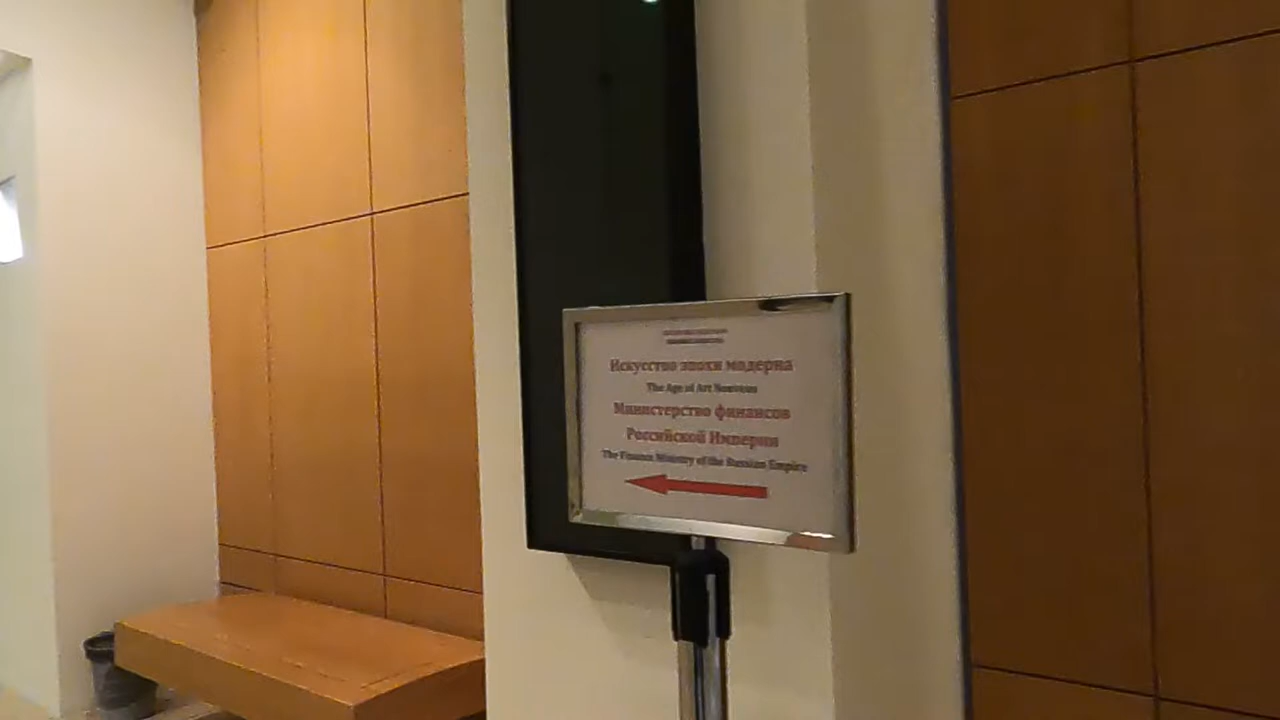 Искусство эпохи модерна
The Age of Art Nouveau
Министерство финансов
Российской Империи
The Finance Ministry of the Russian Empire